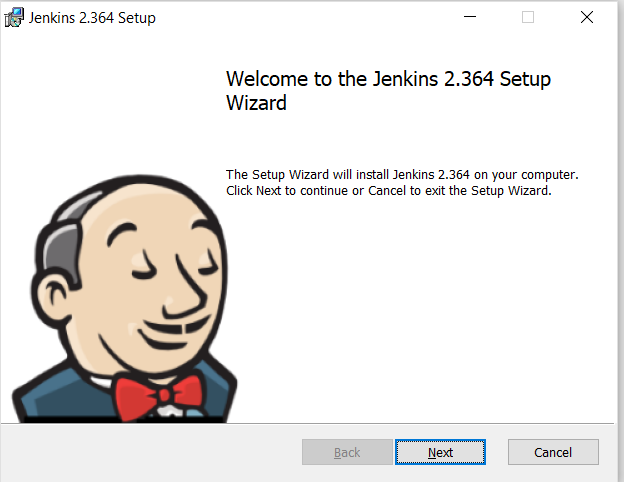 Jenkins 2.364 Setup
Welcome to the Jenkins 2.364 Setup
Wizard
The Setup Wizard will install Jenkins 2.364 on your computer.
Click Next to continue or Cancel to exit the Setup Wizard.
Back Next Cancel